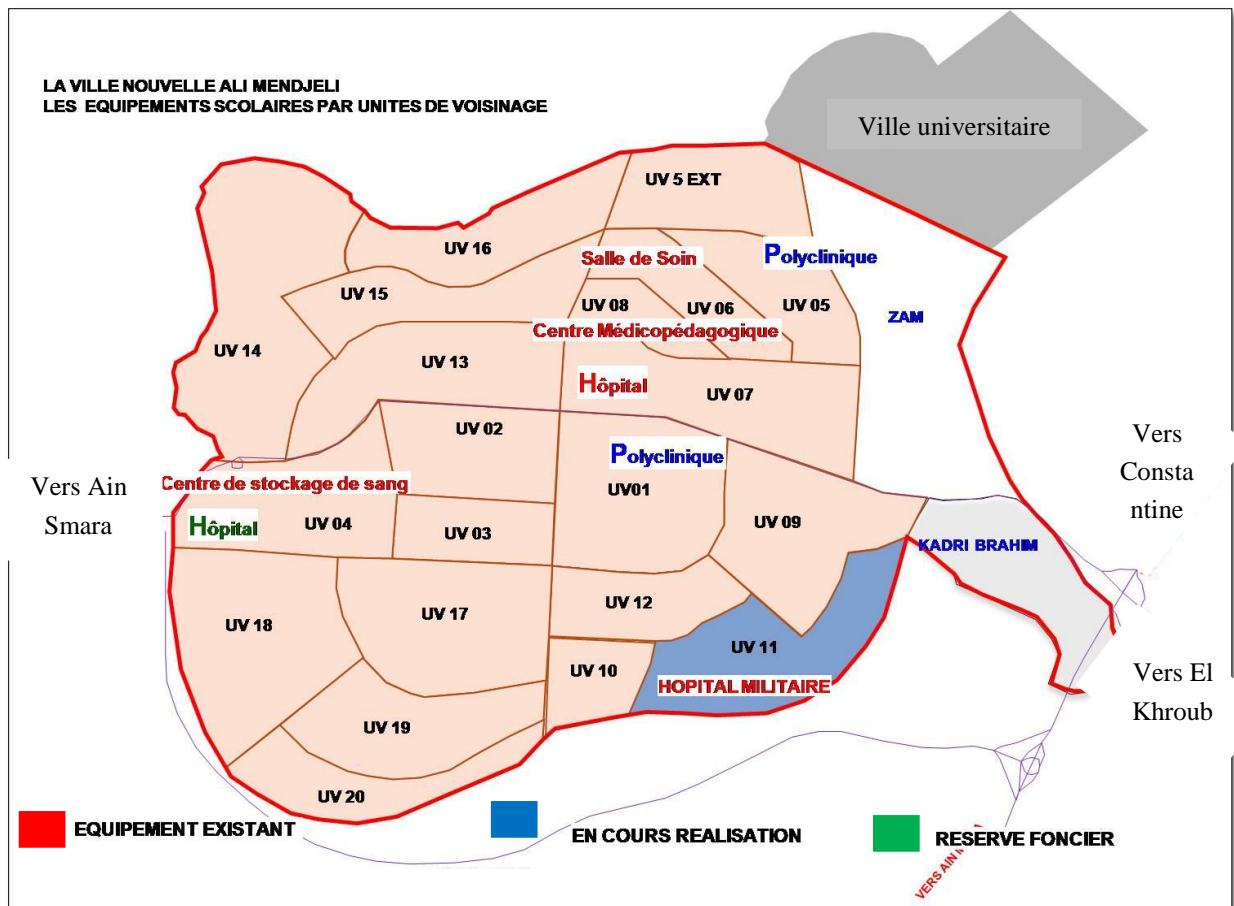 LA VILLE NOUVELLE ALI MENDJELI
LES EQUIPEMENTS SCOLAIRES PAR UNITES DE VOISINAGE
Ville universitaire
UV 5 EXT
UV 16
Salle de Soin
Polyclinique
UV 15
UV 08
UV 06
UV 05
ZAM
Centre Médicopédagogique
UV 14
UV 13
Hôpital
UV 07
UV 02
Vers
Consta
ntine
Polyclinique
Vers Ain
Smara
Centre de stockage de sang
UV01
Hôpital
UV 04
UV 03
UV 09
KADRI BRAHIM
UV 12
UV 17
UV 18
UV 11
UV 10
HOPITAL MILITAIRE
Vers El
Khroub
UV 19
UV 20
EQUIPEMENT EXISTANT
EN COURS REALISATION
RESERVE FONCIER
VERS AIN